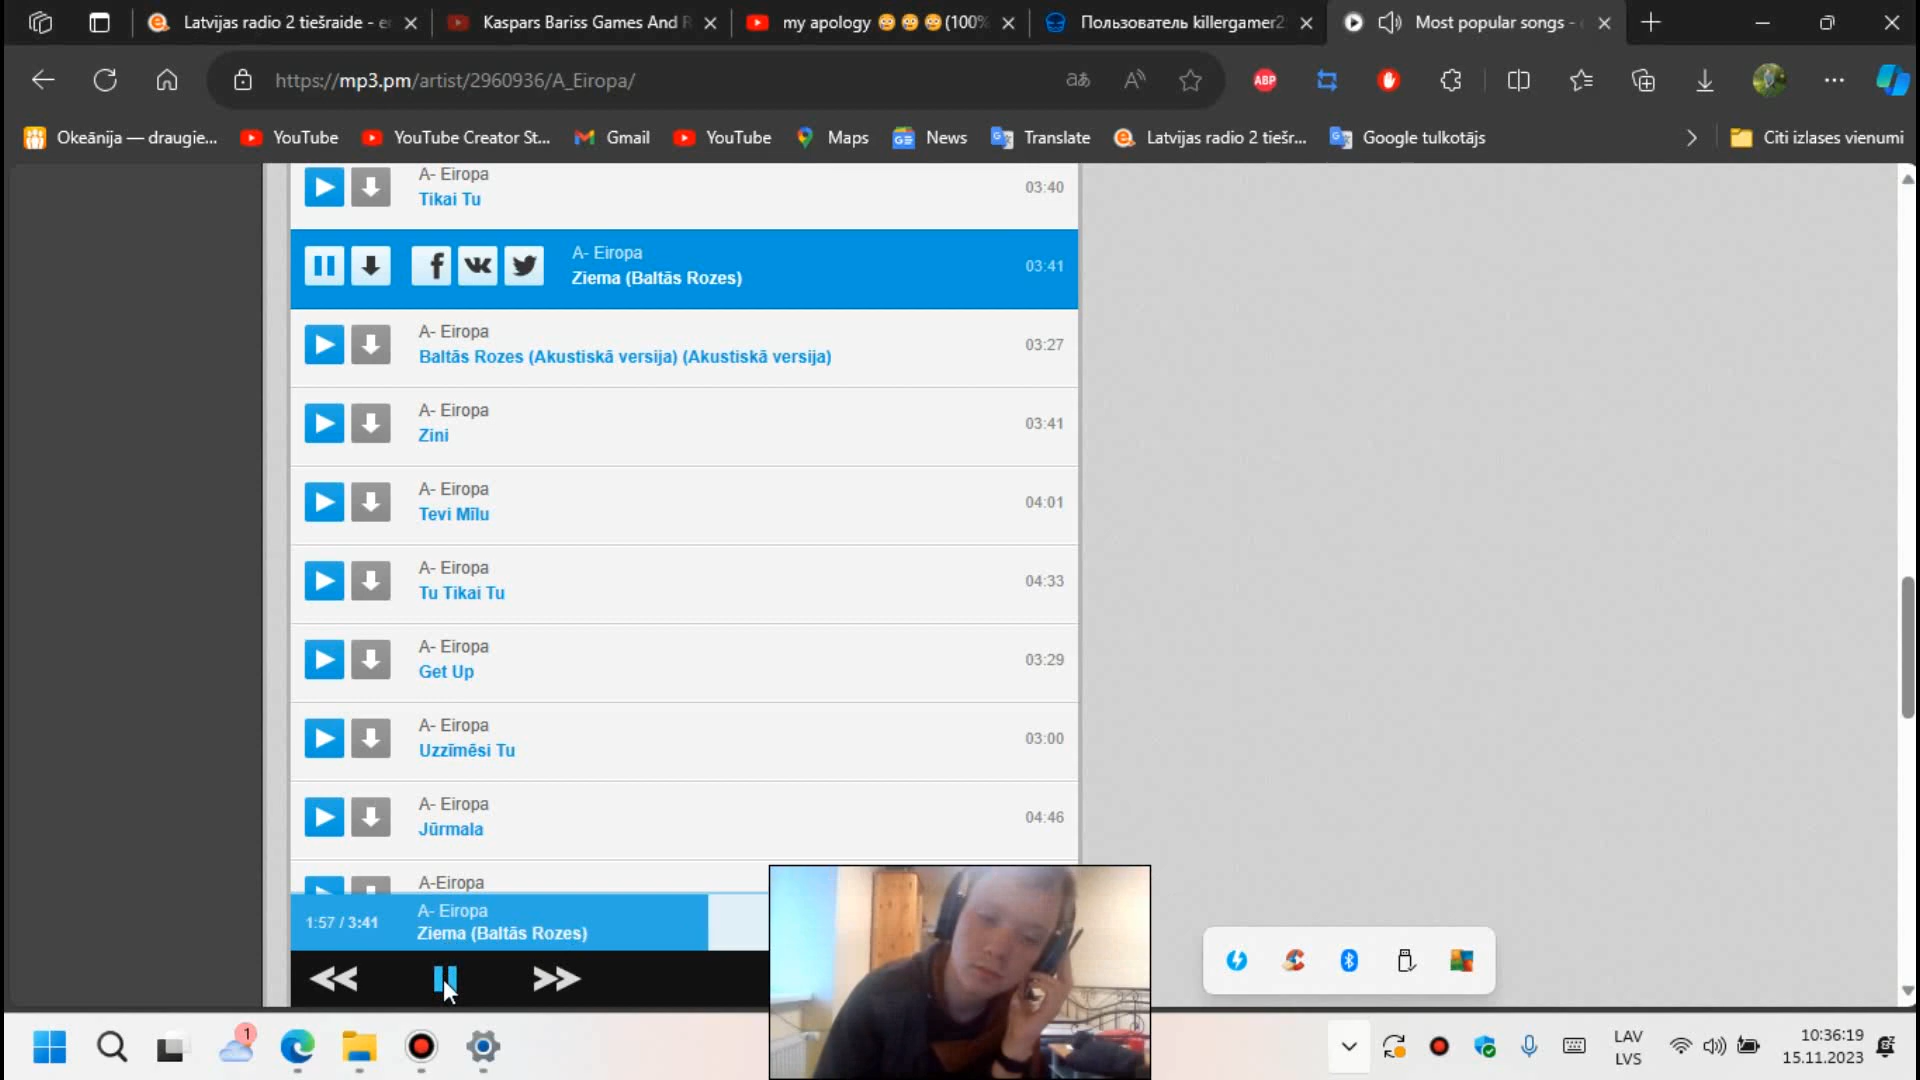 Latvijas radio 2 tiešraide - e
Kaspars Bariss Games And R
my apology 😳 😳 😳 (100%
Пользователь killergamer2
Most popular songs -
https://mp3.pm/artist/2960936/A_Eiropa/
ABP
Okeānija — draugie...
YouTube
YouTube Creator St...
Gmail
YouTube
Maps
News
Translate
Latvijas radio 2 tiešr...
Google tulkotājs
Citi izlases vienumi
A- Eiropa
Tikai Tu
03:40
A- Eiropa
Ziema (Baltās Rozes)
03:41
A- Eiropa
Baltās Rozes (Akustiskā versija) (Akustiskā versija)
03:27
A- Eiropa
Zini
03:41
A- Eiropa
Tevi Mīlu
04:01
A- Eiropa
Tu Tikai Tu
04:33
A- Eiropa
Get Up
03:29
A- Eiropa
Uzzīmēsi Tu
03:00
A- Eiropa
Jūrmala
04:46
A-Eiropa
1:57 / 3:41
A- Eiropa
Ziema (Baltās Rozes)
1
LAV
LVS
10:36:19
15.11.2023